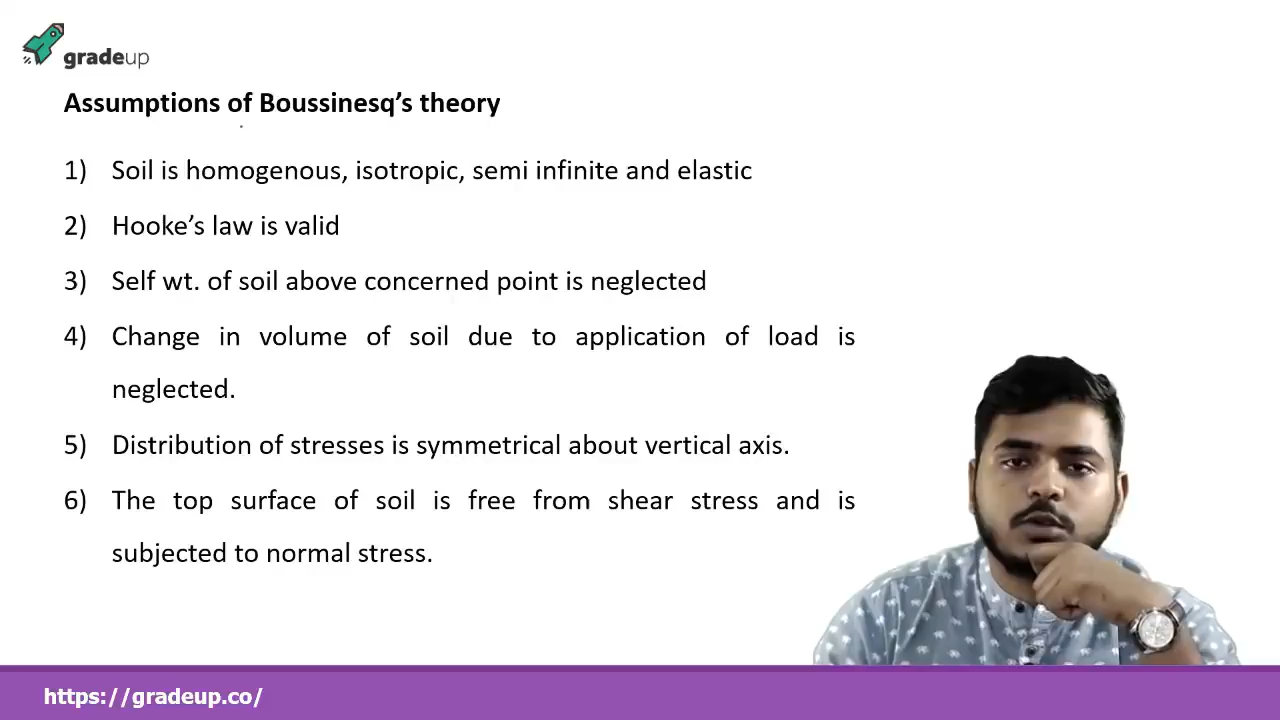 gradeup
Assumptions of Boussinesq’s theory
1) Soil is homogenous, isotropic, semi infinite and elastic
2) Hooke’s law is valid
3) Self wt. of soil above concerned point is neglected
4) Change in volume of soil due to application of load is
neglected.
5) Distribution of stresses is symmetrical about vertical axis.
6) The top surface of soil is free from shear stress and is
subjected to normal stress.
https://gradeup.co/